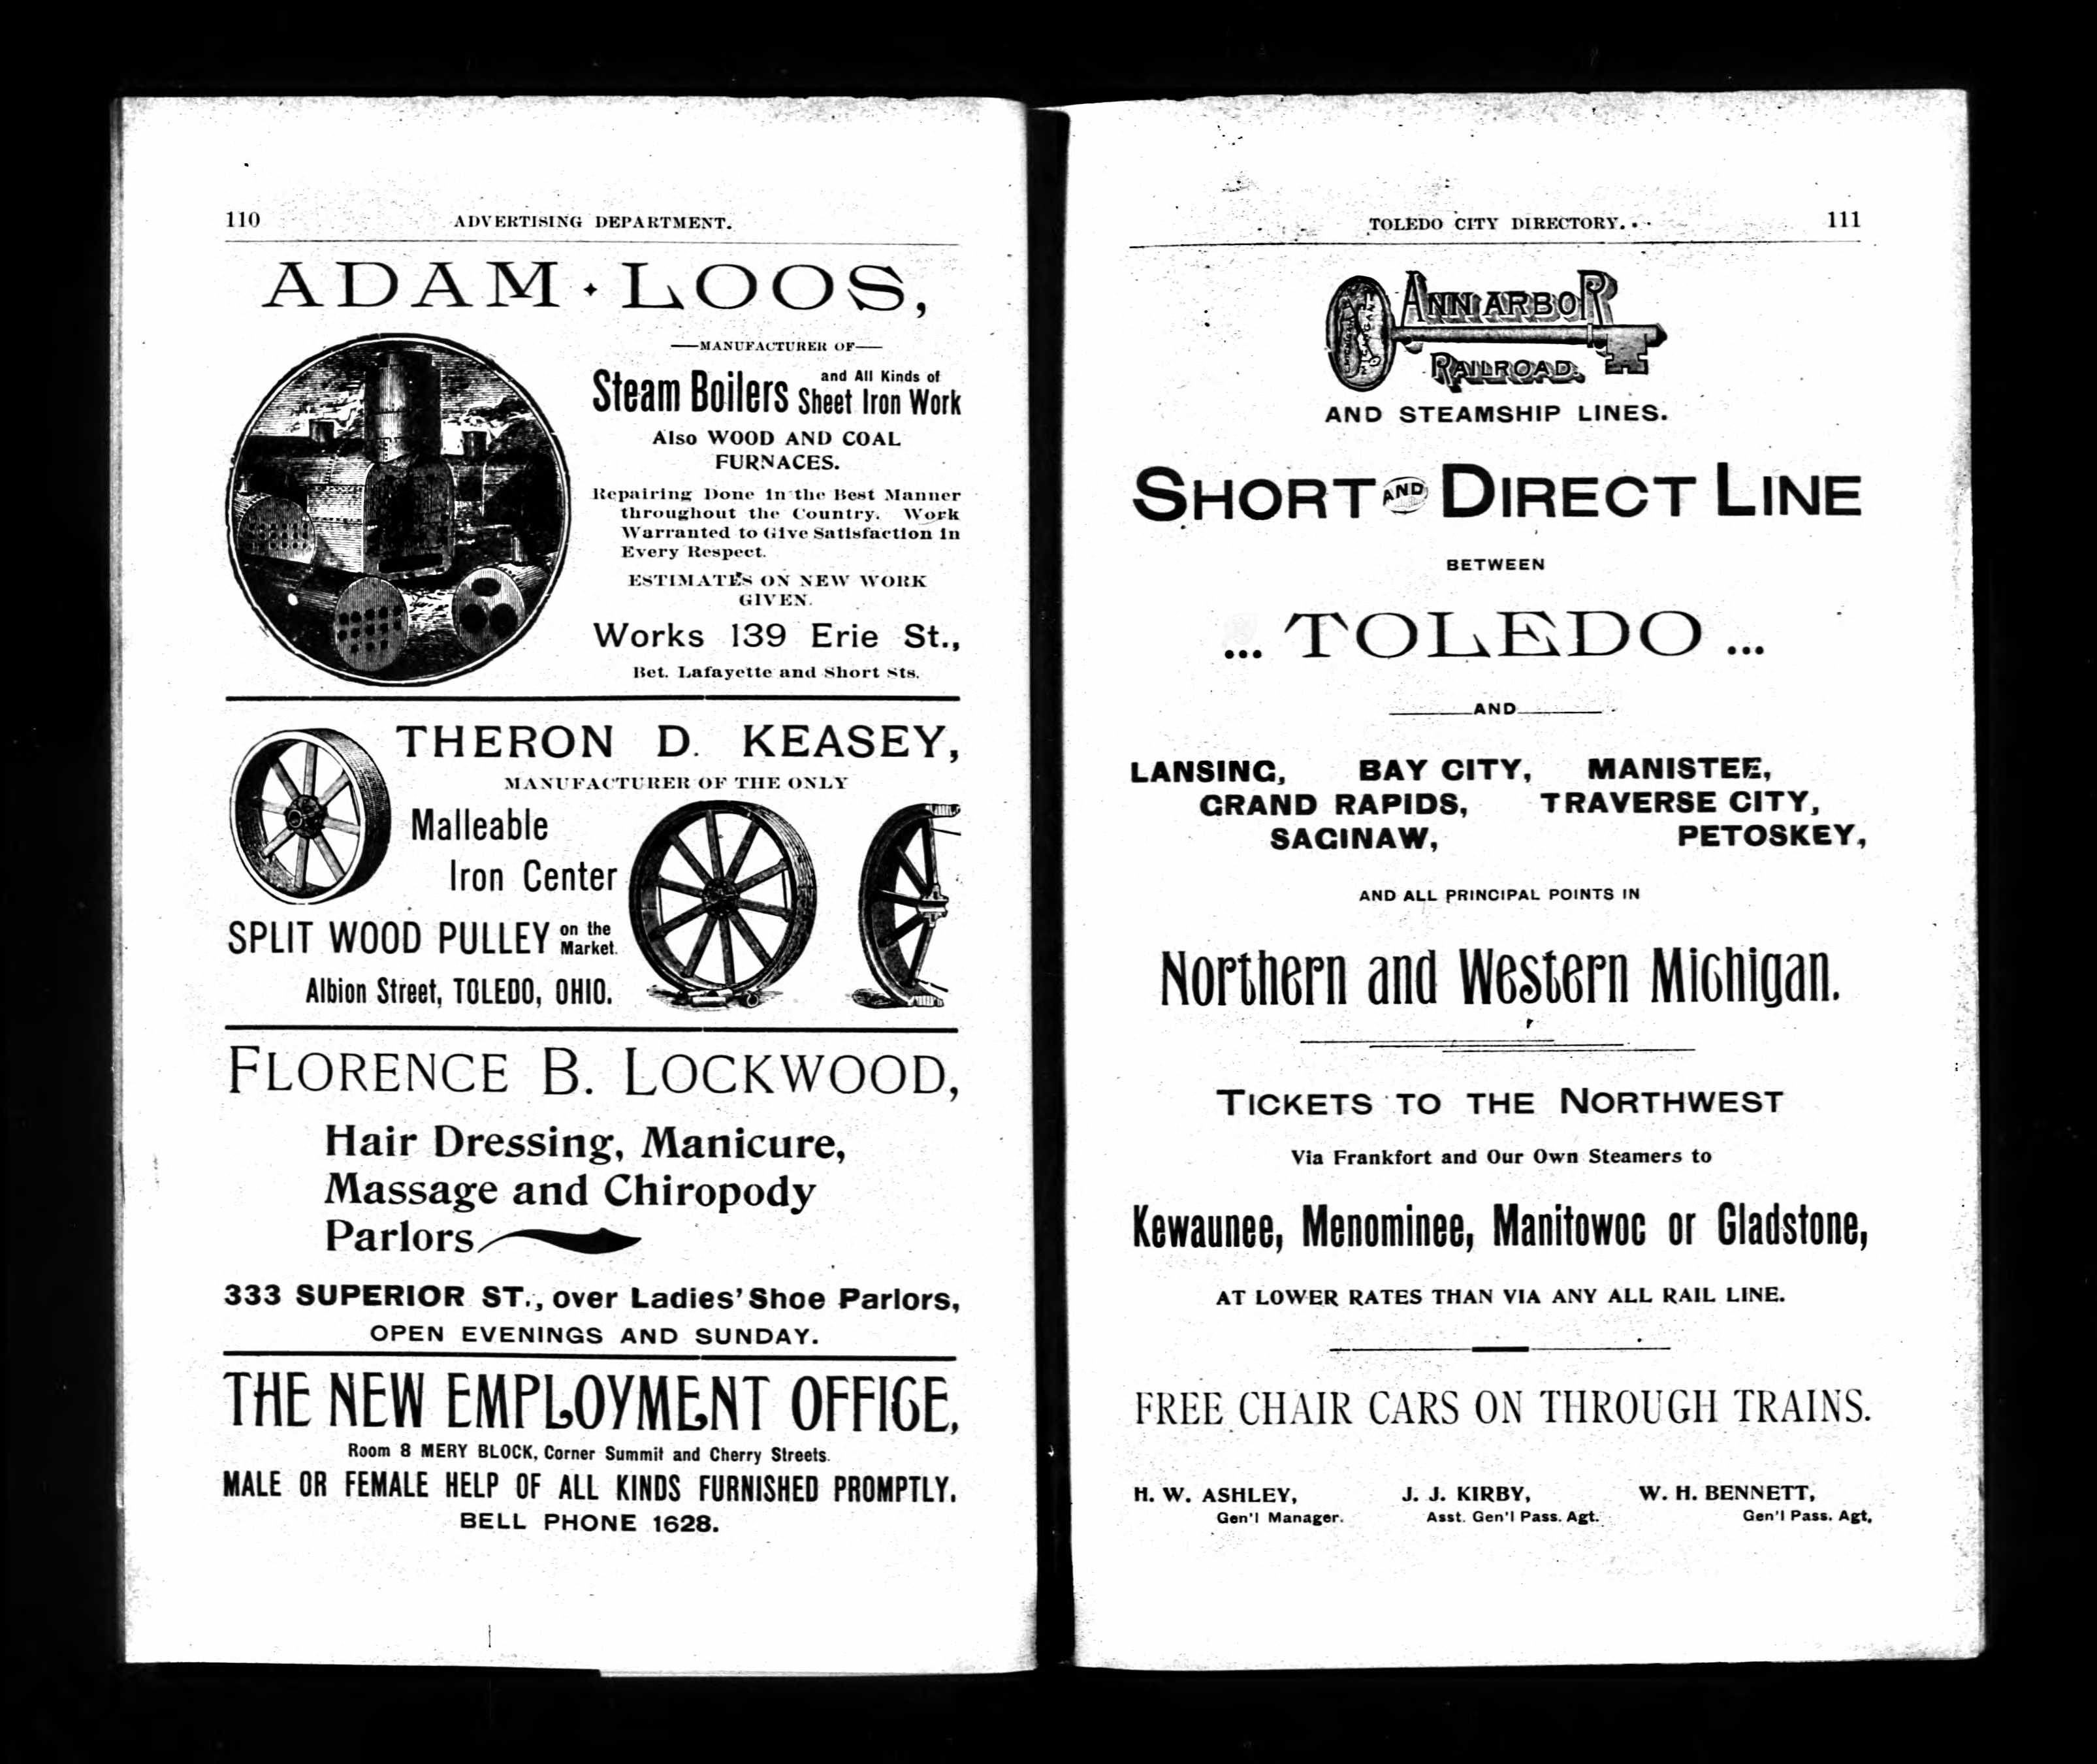 110 ADVERTISING DEPARTMENT.
ADAM LOOS,
MANUFACTURER OF
Steam Boilers and All Kinds of Sheet Iron Work
Also WOOD AND COAL
FURNACES.
Repairing Done in the Best Manner
throughout the Country. Work
Warranted to Give Satisfaction in
Every Respect.
ESTIMATES ON NEW WORK
GIVEN.
Works 139 Erie St.,
Bet. Lafayette and Short Sts.
THERON D. KEASEY,
MANUFACTURER OF THE ONLY
Malleable
Iron Center
SPLIT WOOD PULLEY on the Market.
Albion Street, TOLEDO, OHIO.
FLORENCE B. LOCKWOOD,
Hair Dressing, Manicure,
Massage and Chiropody
Parlors
333 SUPERIOR ST., over Ladies' Shoe Parlors,
OPEN EVENINGS AND SUNDAY.
THE NEW EMPLOYMENT OFFICE,
Room 8 MERY BLOCK, Corner Summit and Cherry Streets.
MALE OR FEMALE HELP OF ALL KINDS FURNISHED PROMPTLY.
BELL PHONE 1628.
TOLEDO CITY DIRECTORY. 111
ANN ARBOR
RAILROAD.
AND STEAMSHIP LINES.
SHORT AND DIRECT LINE
BETWEEN
... TOLEDO ...
AND
LANSING, BAY CITY, MANISTEE,
GRAND RAPIDS, TRAVERSE CITY,
SAGINAW, PETOSKEY,
AND ALL PRINCIPAL POINTS IN
Northern and Western Michigan.
TICKETS TO THE NORTHWEST
Via Frankfort and Our Own Steamers to
Kewaunee, Menominee, Manitowoc or Gladstone,
AT LOWER RATES THAN VIA ANY ALL RAIL LINE.
FREE CHAIR CARS ON THROUGH TRAINS.
H. W. ASHLEY, J. J. KIRBY, W. H. BENNETT,
Gen'l Manager. Asst. Gen'l Pass. Agt. Gen'l Pass. Agt,